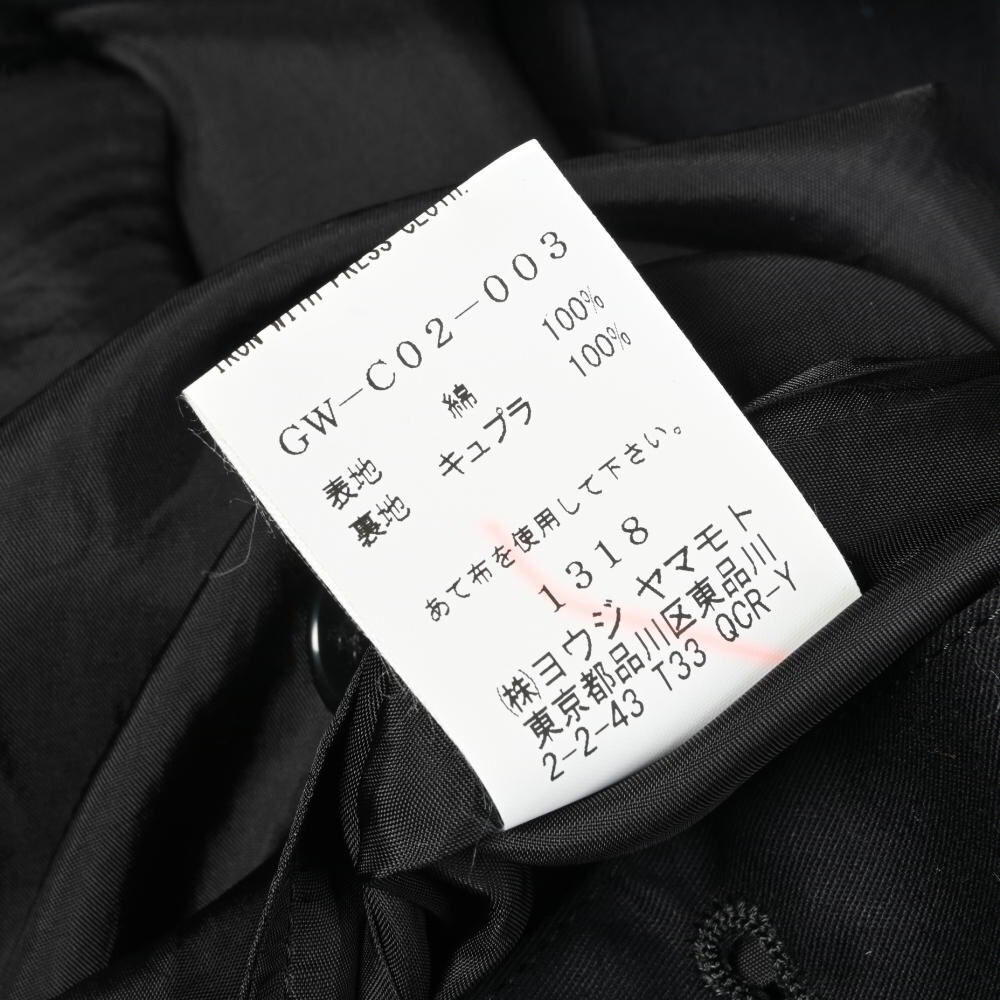 IRON WITH PRESS CLOTH.
GW-C02-003
表地 綿 100%
裏地 キュプラ 100%
あて布を使用して下さい。
1318
㈱ヨウジ ヤマモト
東京都品川区東品川
2-2-43 T33 QCR-Y